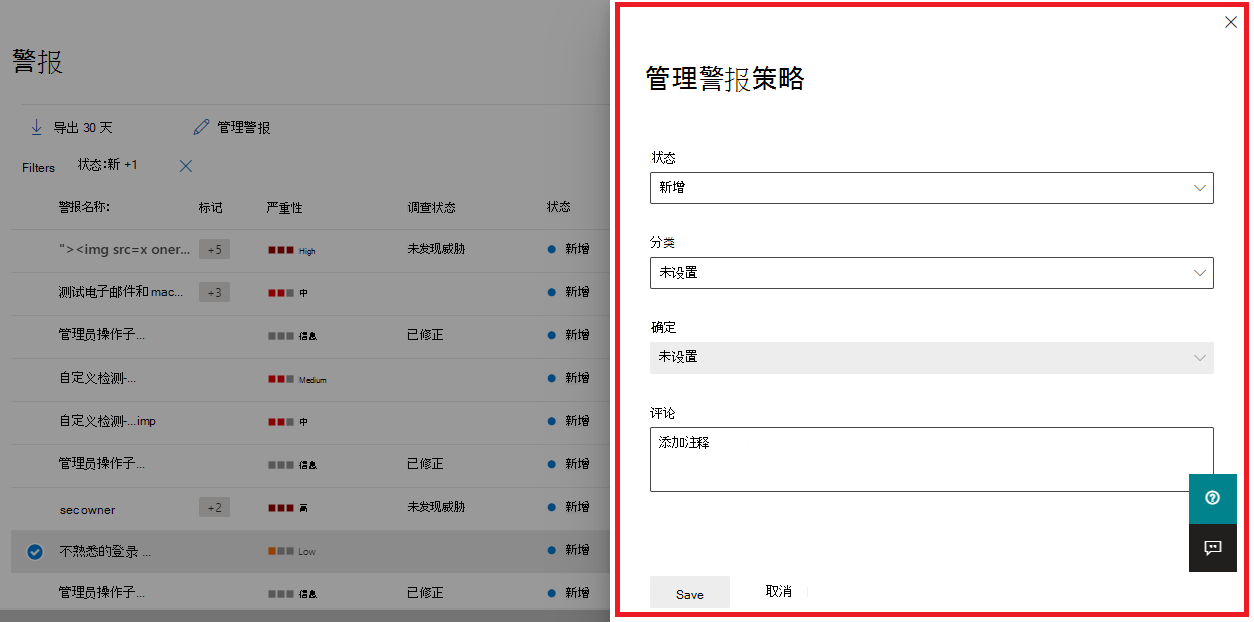 警报
导出 30 天 管理警报
Filters 状态:新 +1
警报名称: 标记 严重性 调查状态 状态
"><img src=x oner... +5 High 未发现威胁 新增
测试电子邮件和 mac... +3 中 新增
管理员操作子... 信息 已修正 新增
自定义检测-... Medium 新增
自定义检测-...imp 中 新增
管理员操作子... 信息 已修正 新增
secowner +2 高 未发现威胁 新增
不熟悉的登录 ... Low 新增
管理员操作子... 信息 已修正 新增
管理警报策略
状态
新增
分类
未设置
确定
未设置
评论
添加注释
Save 取消